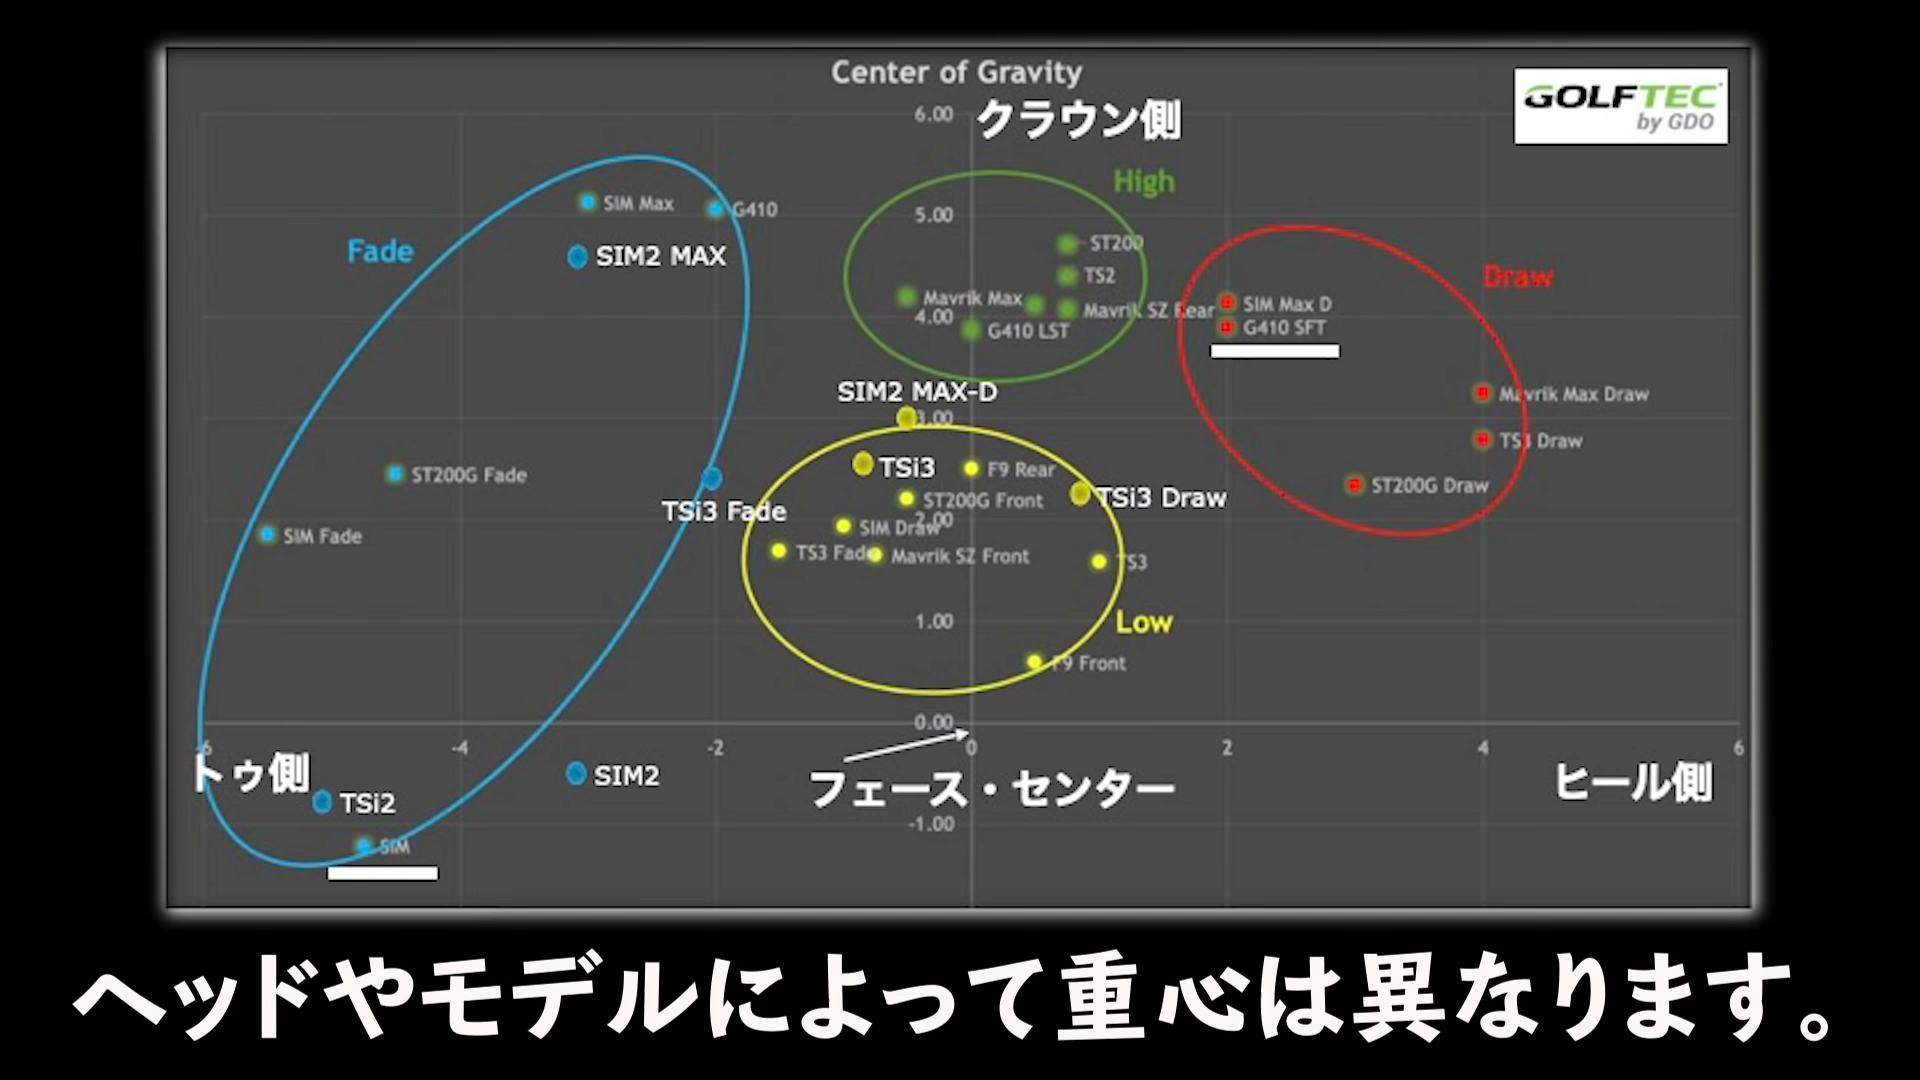 Center of Gravity
GOLFTEC
by GDO
6.00
クラウン側
High
SIM Max
G410
5.00
Fade
SIM2 MAX
ST200
TS2
Draw
Mavrik Max
4.00
Mavrik SZ Rear
G410 LST
SIM Max D
G410 SFT
SIM2 MAX-D
3.00
Mavrik Max Draw
TS3 Draw
TSi3
F9 Rear
ST200G Fade
TSi3 Fade
ST200G Front
TSi3 Draw
ST200G Draw
2.00
SIM Draw
SIM Fade
TS3 Fade
Mavrik SZ Front
TS3
1.00
Low
F9 Front
0.00
-6
-4
-2
0
2
4
6
トゥ側
SIM2
フェース・センター
ヒール側
TSi2
-1.00
SIM
ヘッドやモデルによって重心は異なります。